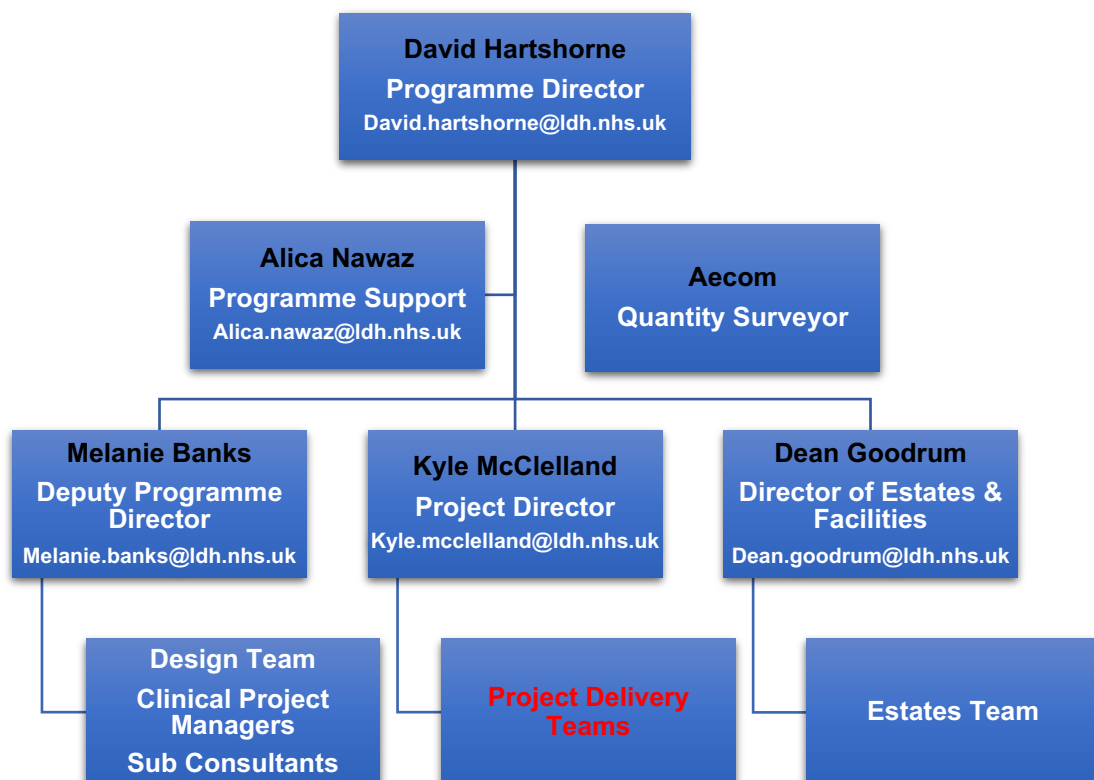 David Hartshorne
Programme Director
David.hartshorne@ldh.nhs.uk
Alica Nawaz
Programme Support
Alica.nawaz@ldh.nhs.uk
Aecom
Quantity Surveyor
Melanie Banks
Deputy Programme
Director
Melanie.banks@ldh.nhs.uk
Kyle McClelland
Project Director
Kyle.mcclelland@ldh.nhs.uk
Dean Goodrum
Director of Estates &
Facilities
Dean.goodrum@ldh.nhs.uk
Design Team
Clinical Project
Managers
Sub Consultants
Project Delivery
Teams
Estates Team